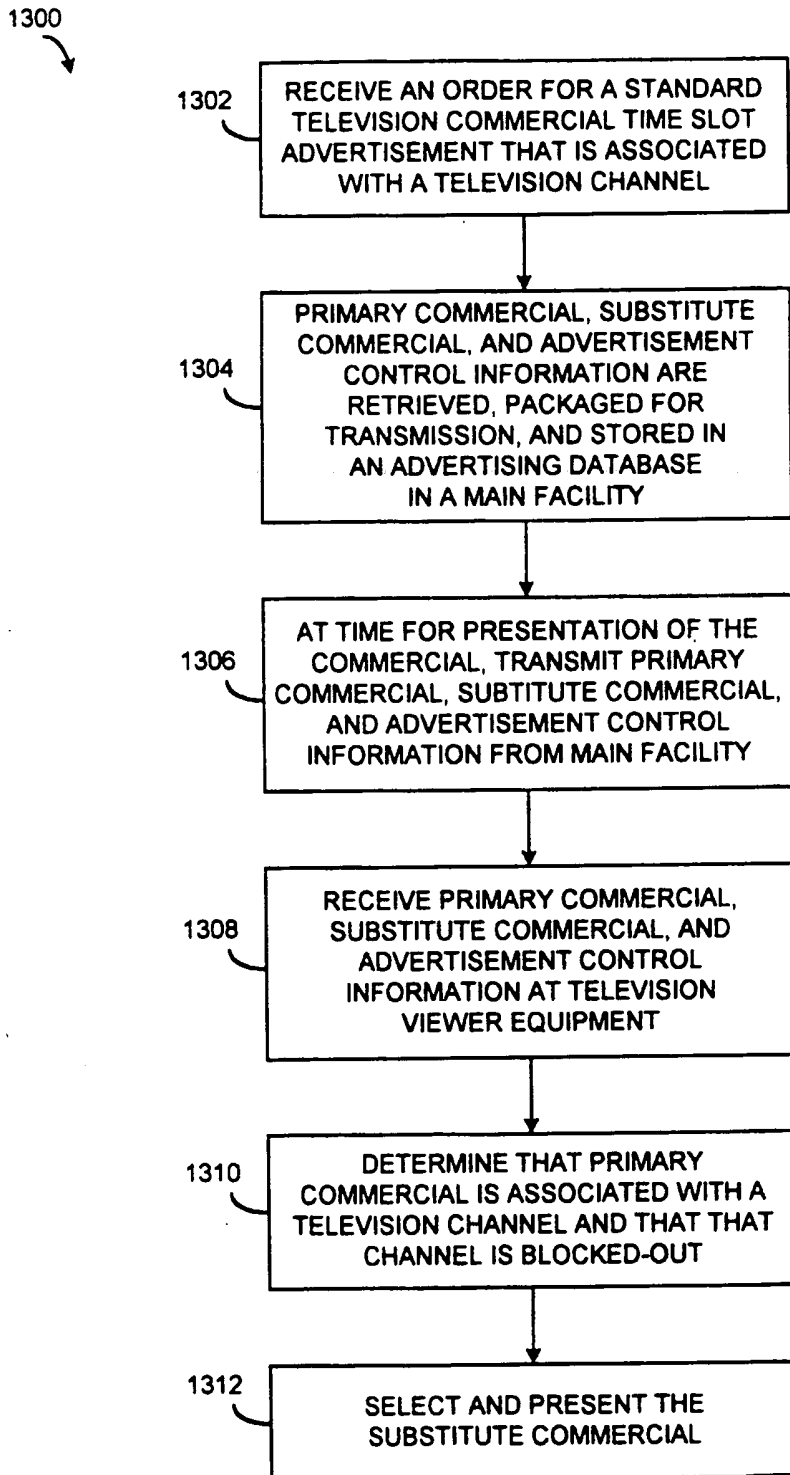 1300
1302
RECEIVE AN ORDER FOR A STANDARD
TELEVISION COMMERCIAL TIME SLOT
ADVERTISEMENT THAT IS ASSOCIATED
WITH A TELEVISION CHANNEL
1304
PRIMARY COMMERCIAL, SUBSTITUTE
COMMERCIAL, AND ADVERTISEMENT
CONTROL INFORMATION ARE
RETRIEVED, PACKAGED FOR
TRANSMISSION, AND STORED IN
AN ADVERTISING DATABASE
IN A MAIN FACILITY
1306
AT TIME FOR PRESENTATION OF THE
COMMERCIAL, TRANSMIT PRIMARY
COMMERCIAL, SUBTITUTE COMMERCIAL,
AND ADVERTISEMENT CONTROL
INFORMATION FROM MAIN FACILITY
1308
RECEIVE PRIMARY COMMERCIAL,
SUBSTITUTE COMMERCIAL, AND
ADVERTISEMENT CONTROL
INFORMATION AT TELEVISION
VIEWER EQUIPMENT
1310
DETERMINE THAT PRIMARY
COMMERCIAL IS ASSOCIATED WITH A
TELEVISION CHANNEL AND THAT THAT
CHANNEL IS BLOCKED-OUT
1312
SELECT AND PRESENT THE
SUBSTITUTE COMMERCIAL